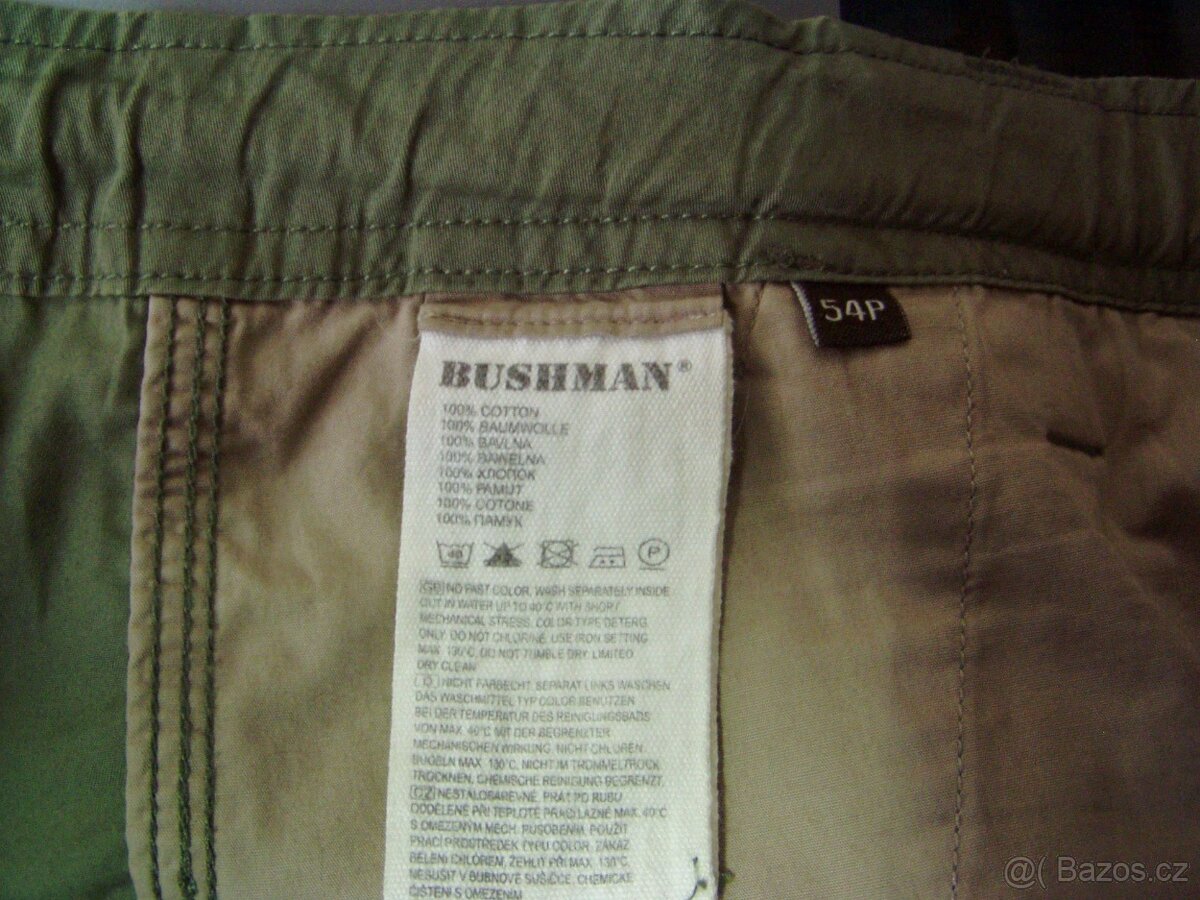 54P
BUSHMAN®
100% COTTON
100% BAUMWOLLE
100% BAVLNA
100% BAWELNA
100% ХЛОПОК
100% PAMUT
100% COTONE
100% ПАМУК
40 P
GB NO FAST COLOR, WASH SEPARATELY INSIDE
OUT IN WATER UP TO 40°C WITH SHORT
MECHANICAL STRESS. COLOR TYPE DETERG.
ONLY. DO NOT CHLORINE. USE IRON SETTING
MAX. 130°C. DO NOT TUMBLE DRY. LIMITED
DRY CLEAN
D NICHT FARBECHT. SEPARAT LINKS WASCHEN
DAS WASCHMITTEL TYP COLOR BENUTZEN
BEI DER TEMPERATUR DES REINIGUNGSBADS
VON MAX. 40°C MIT DER BEGRENZTER
MECHANISCHEN WIRKUNG. NICHT CHLOREN.
BUGELN MAX. 130°C. NICHT IM TROMMELTROCK.
TROCKNEN. CHEMISCHE REINIGUNG BEGRENZT.
CZ NESTÁLOBAREVNÉ. PRÁT PO RUBU
ODDĚLENĚ PŘI TEPLOTĚ PRACÍ LÁZNĚ MAX. 40°C
S OMEZENÝM MECH. PŮSOBENÍM. POUŽÍT
PRACÍ PROSTŘEDEK TYPU COLOR. ZÁKAZ
BĚLENÍ CHLOREM, ŽEHLIT PŘI MAX. 130°C.
NESUŠIT V BUBNOVÉ SUŠIČCE, CHEMICKÉ
ČIŠTĚNÍ S OMEZENÍM
@( Bazos.cz